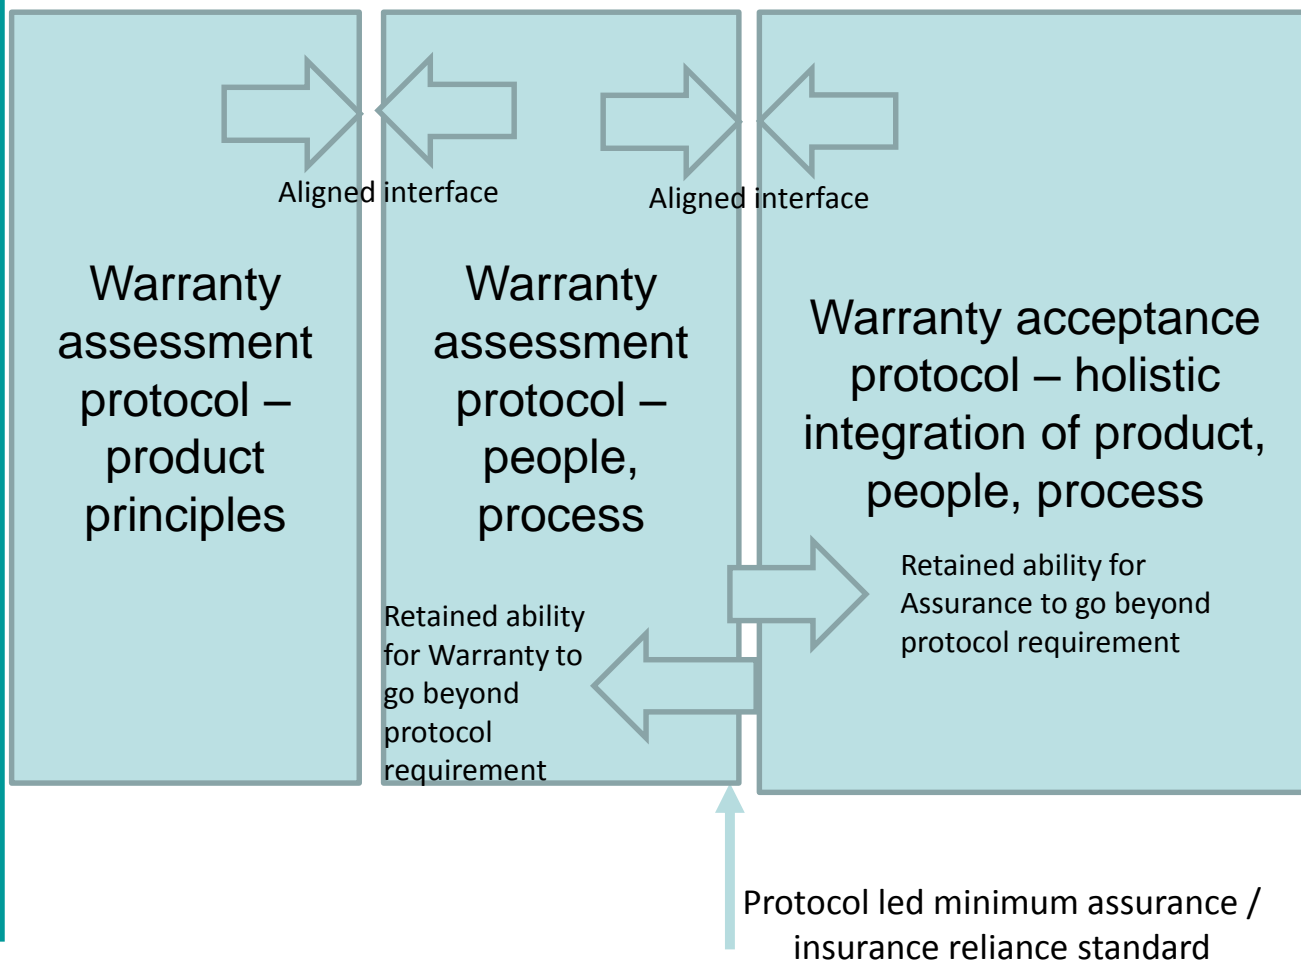 Aligned interface
Aligned interface
Warranty
assessment
protocol –
product
principles
Warranty
assessment
protocol –
people,
process
Warranty acceptance
protocol – holistic
integration of product,
people, process
Retained ability
for Warranty to
go beyond
protocol
requirement
Retained ability for
Assurance to go beyond
protocol requirement
Protocol led minimum assurance /
insurance reliance standard